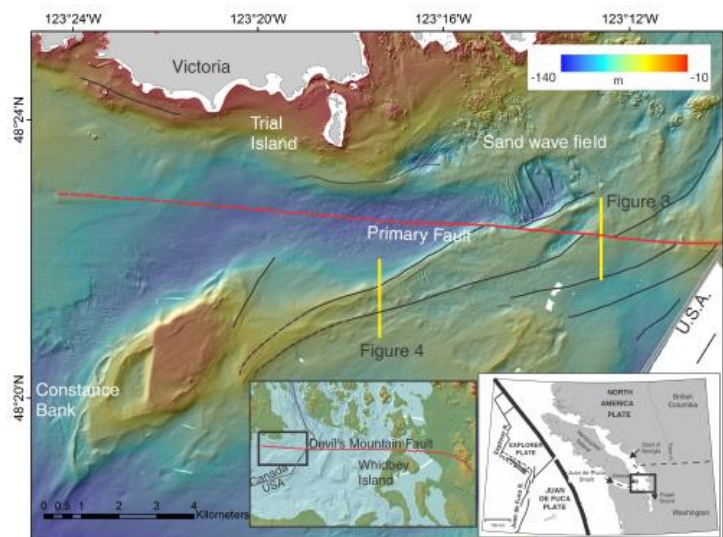 123°24'W
123°20'W
123°16'W
123°12'W
Victoria
-140
-10
m
48°24'N
Trial
Island
Sand wave field
Figure 3
Primary Fault
Figure 4
U.S.A.
48°20'N
Constance
Bank
0 0.5 1 2 3 4
Kilometers
Devil's Mountain Fault
Whidbey
Island
Canada
USA
NORTH
AMERICA
PLATE
British
Columbia
EXPLORER
PLATE
Strait of
Georgia
JUAN
DE FUCA
PLATE
Puget
Sound
Washington